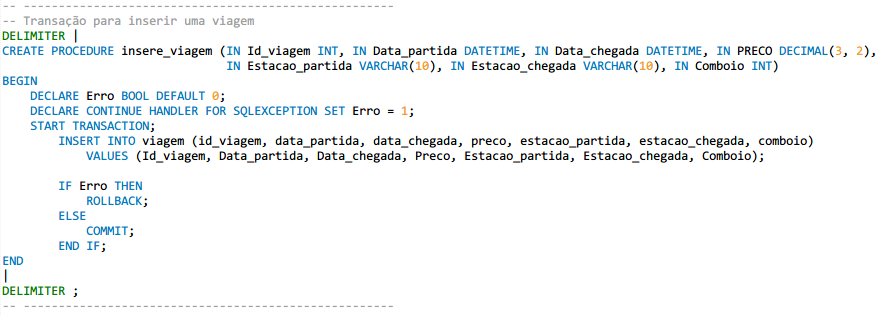 -- ----------------------------------------------------
-- Transação para inserir uma viagem
DELIMITER |
CREATE PROCEDURE insere_viagem (IN Id_viagem INT, IN Data_partida DATETIME, IN Data_chegada DATETIME, IN PRECO DECIMAL(3, 2),
IN Estacao_partida VARCHAR(10), IN Estacao_chegada VARCHAR(10), IN Comboio INT)
BEGIN
DECLARE Erro BOOL DEFAULT 0;
DECLARE CONTINUE HANDLER FOR SQLEXCEPTION SET Erro = 1;
START TRANSACTION;
INSERT INTO viagem (id_viagem, data_partida, data_chegada, preco, estacao_partida, estacao_chegada, comboio)
VALUES (Id_viagem, Data_partida, Data_chegada, Preco, Estacao_partida, Estacao_chegada, Comboio);
IF Erro THEN
ROLLBACK;
ELSE
COMMIT;
END IF;
END
|
DELIMITER ;
-- ----------------------------------------------------